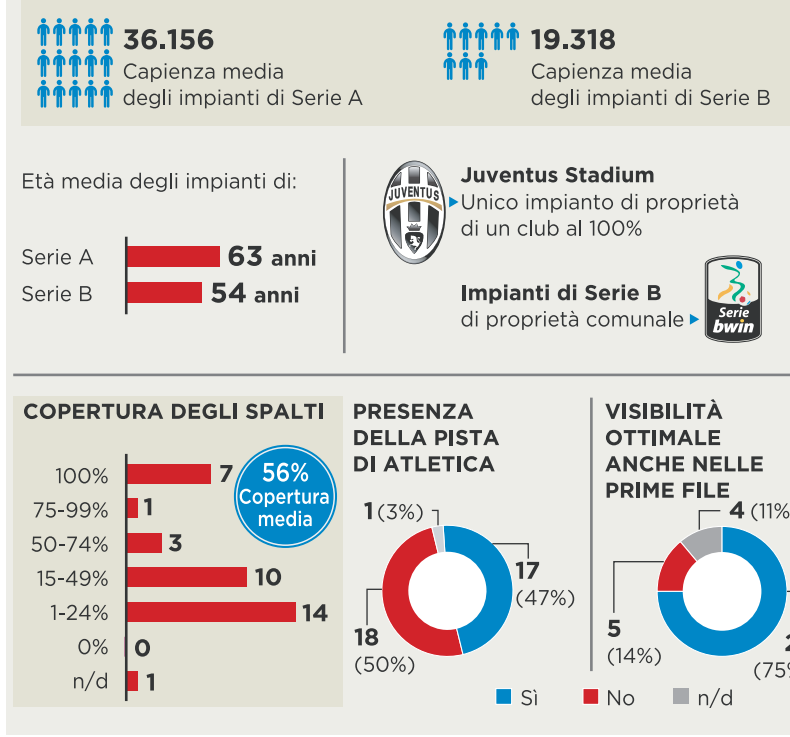 36.156
Capienza media
degli impianti di Serie A
19.318
Capienza media
degli impianti di Serie B
Età media degli impianti di:
Serie A
63 anni
Serie B
54 anni
JUVENTUS
Juventus Stadium
Unico impianto di proprietà
di un club al 100%
Impianti di Serie B
di proprietà comunale
Serie
bwin
COPERTURA DEGLI SPALTI
100%
7
75-99%
1
50-74%
3
15-49%
10
1-24%
14
0%
0
n/d
1
56%
Copertura
media
PRESENZA
DELLA PISTA
DI ATLETICA
1 (3%)
17
(47%)
18
(50%)
VISIBILITÀ
OTTIMALE
ANCHE NELLE
PRIME FILE
4 (11%
5
(14%)
(75%
Sì
No
n/d